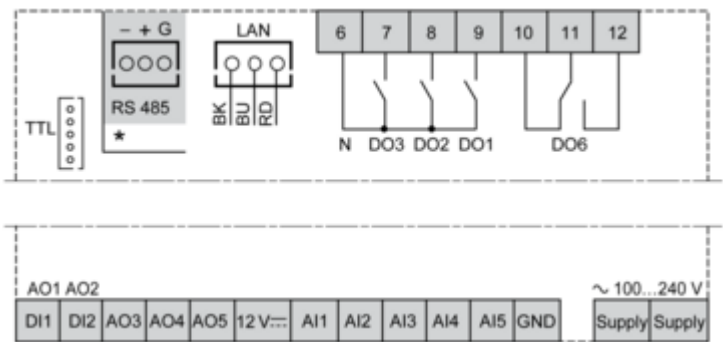 − + G LAN 6 7 8 9 10 11 12
RS 485 BK BU RD
TTL *
N DO3 DO2 DO1 DO6
AO1 AO2 ~ 100...240 V
DI1 DI2 AO3 AO4 AO5 12 V⎓ AI1 AI2 AI3 AI4 AI5 GND Supply Supply